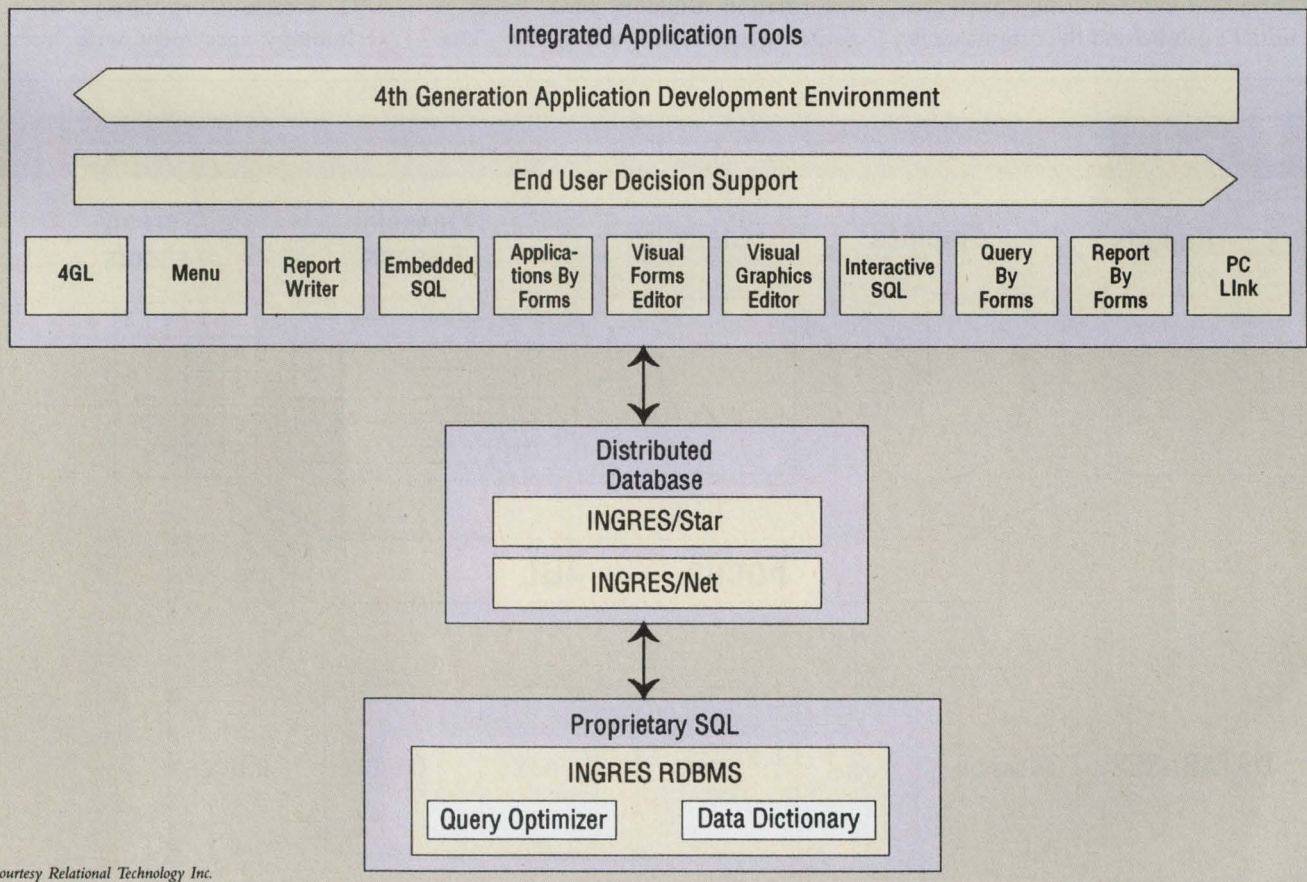 Integrated Application Tools
4th Generation Application Development Environment
End User Decision Support
4GL
Menu
Report
Writer
Embedded
SQL
Applica-
tions By
Forms
Visual
Forms
Editor
Visual
Graphics
Editor
Interactive
SQL
Query
By
Forms
Report
By
Forms
PC
LInk
Distributed
Database
INGRES/Star
INGRES/Net
Proprietary SQL
INGRES RDBMS
Query Optimizer
Data Dictionary
ourtesy Relational Technology Inc.